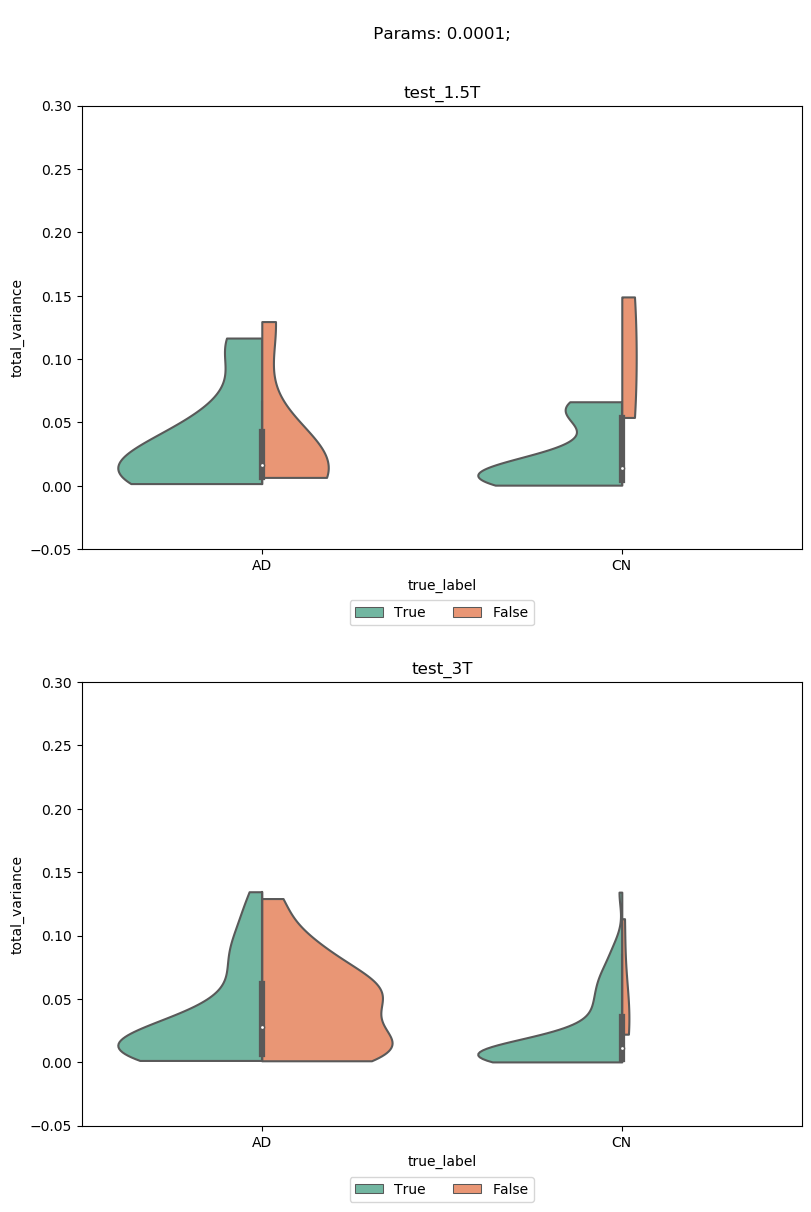 Params: 0.0001;
test_1.5T
0.30
0.25
0.20
0.15
0.10
0.05
0.00
−0.05
total_variance
AD CN
true_label
True False
test_3T
0.30
0.25
0.20
0.15
0.10
0.05
0.00
−0.05
total_variance
AD CN
true_label
True False